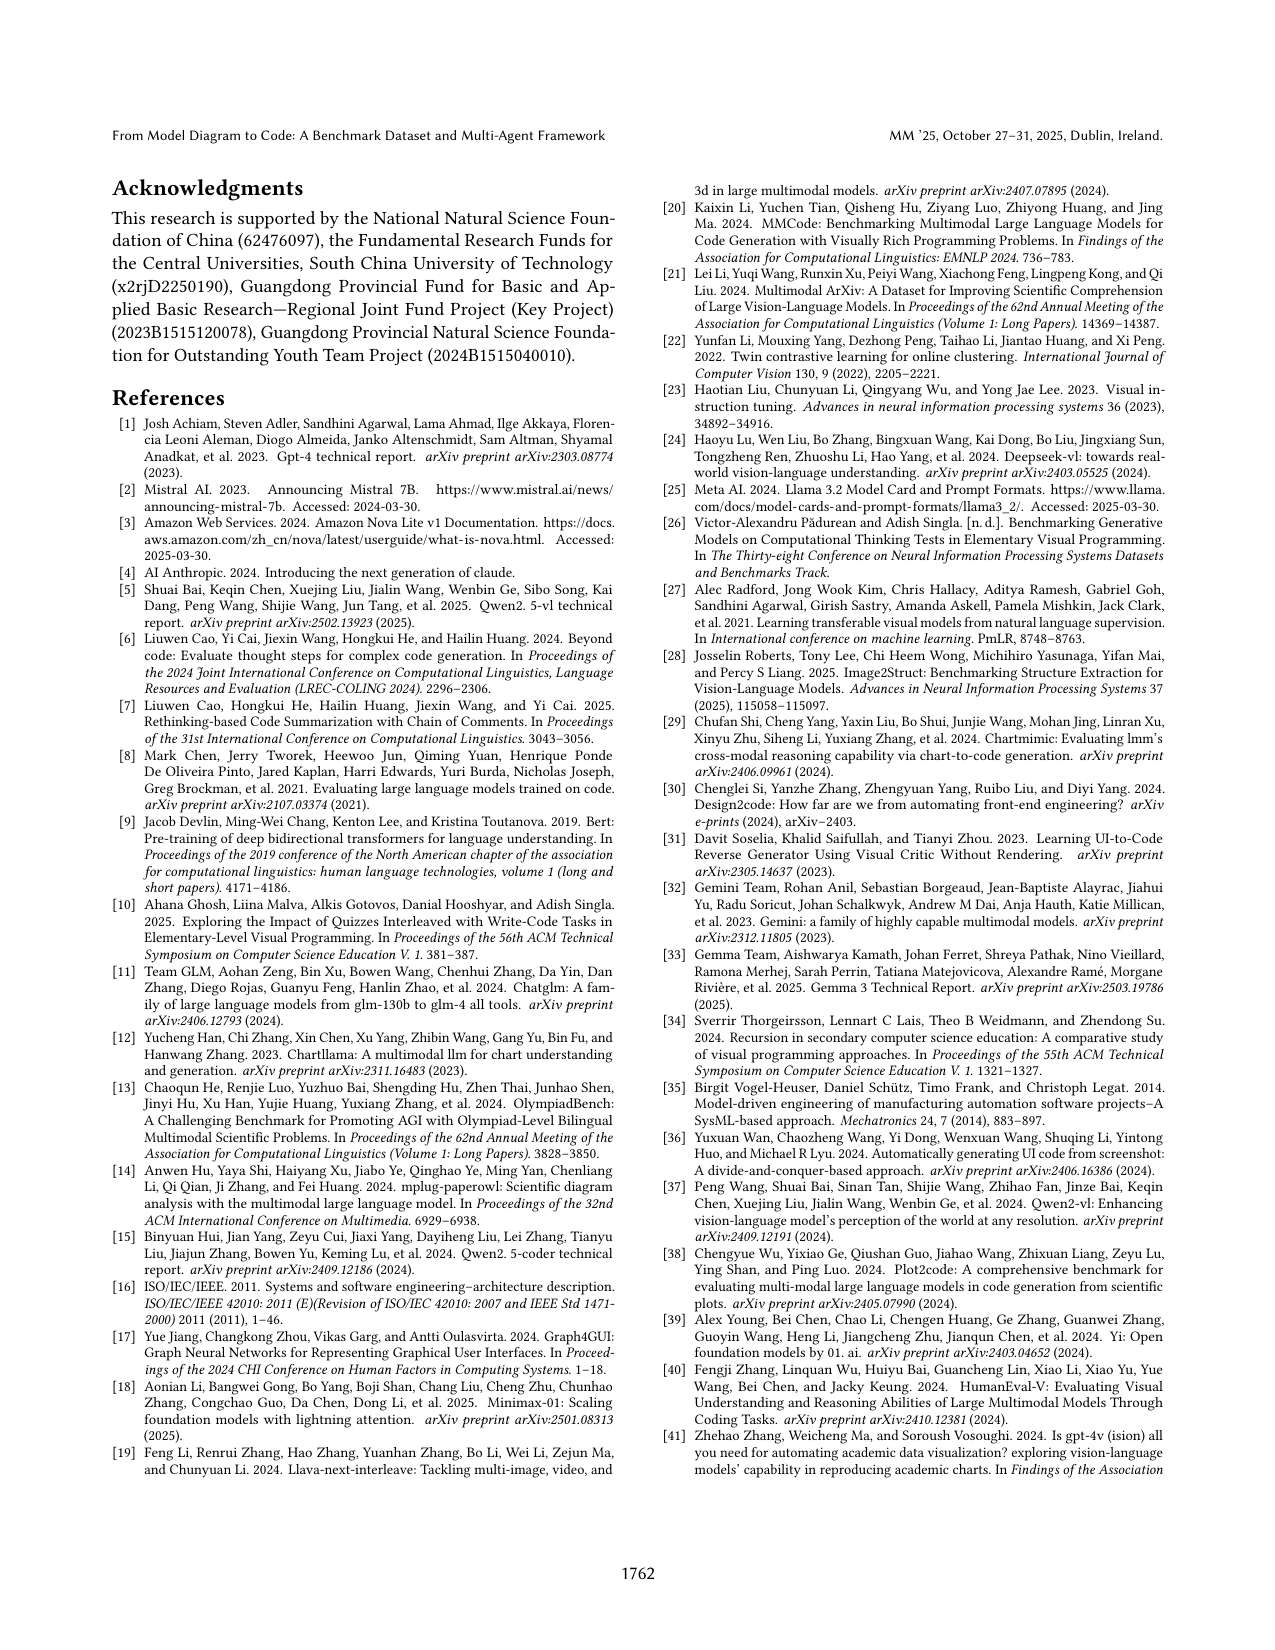 From Model Diagram to Code: A Benchmark Dataset and Multi-Agent Framework
MM '25, October 27–31, 2025, Dublin, Ireland.
Acknowledgments
This research is supported by the National Natural Science Foun-
dation of China (62476097), the Fundamental Research Funds for
the Central Universities, South China University of Technology
(x2rjD2250190), Guangdong Provincial Fund for Basic and Ap-
plied Basic Research—Regional Joint Fund Project (Key Project)
(2023B1515120078), Guangdong Provincial Natural Science Founda-
tion for Outstanding Youth Team Project (2024B1515040010).
References
[1] Josh Achiam, Steven Adler, Sandhini Agarwal, Lama Ahmad, Ilge Akkaya, Floren-
cia Leoni Aleman, Diogo Almeida, Janko Altenschmidt, Sam Altman, Shyamal
Anadkat, et al. 2023. Gpt-4 technical report. arXiv preprint arXiv:2303.08774
(2023).
[2] Mistral AI. 2023. Announcing Mistral 7B. https://www.mistral.ai/news/
announcing-mistral-7b. Accessed: 2024-03-30.
[3] Amazon Web Services. 2024. Amazon Nova Lite v1 Documentation. https://docs.
aws.amazon.com/zh_cn/nova/latest/userguide/what-is-nova.html. Accessed:
2025-03-30.
[4] AI Anthropic. 2024. Introducing the next generation of claude.
[5] Shuai Bai, Keqin Chen, Xuejing Liu, Jialin Wang, Wenbin Ge, Sibo Song, Kai
Dang, Peng Wang, Shijie Wang, Jun Tang, et al. 2025. Qwen2. 5-vl technical
report. arXiv preprint arXiv:2502.13923 (2025).
[6] Liuwen Cao, Yi Cai, Jiexin Wang, Hongkui He, and Hailin Huang. 2024. Beyond
code: Evaluate thought steps for complex code generation. In Proceedings of
the 2024 Joint International Conference on Computational Linguistics, Language
Resources and Evaluation (LREC-COLING 2024). 2296–2306.
[7] Liuwen Cao, Hongkui He, Hailin Huang, Jiexin Wang, and Yi Cai. 2025.
Rethinking-based Code Summarization with Chain of Comments. In Proceedings
of the 31st International Conference on Computational Linguistics. 3043–3056.
[8] Mark Chen, Jerry Tworek, Heewoo Jun, Qiming Yuan, Henrique Ponde
De Oliveira Pinto, Jared Kaplan, Harri Edwards, Yuri Burda, Nicholas Joseph,
Greg Brockman, et al. 2021. Evaluating large language models trained on code.
arXiv preprint arXiv:2107.03374 (2021).
[9] Jacob Devlin, Ming-Wei Chang, Kenton Lee, and Kristina Toutanova. 2019. Bert:
Pre-training of deep bidirectional transformers for language understanding. In
Proceedings of the 2019 conference of the North American chapter of the association
for computational linguistics: human language technologies, volume 1 (long and
short papers). 4171–4186.
[10] Ahana Ghosh, Liina Malva, Alkis Gotovos, Danial Hooshyar, and Adish Singla.
2025. Exploring the Impact of Quizzes Interleaved with Write-Code Tasks in
Elementary-Level Visual Programming. In Proceedings of the 56th ACM Technical
Symposium on Computer Science Education V. 1. 381–387.
[11] Team GLM, Aohan Zeng, Bin Xu, Bowen Wang, Chenhui Zhang, Da Yin, Dan
Zhang, Diego Rojas, Guanyu Feng, Hanlin Zhao, et al. 2024. Chatglm: A fam-
ily of large language models from glm-130b to glm-4 all tools. arXiv preprint
arXiv:2406.12793 (2024).
[12] Yucheng Han, Chi Zhang, Xin Chen, Xu Yang, Zhibin Wang, Gang Yu, Bin Fu, and
Hanwang Zhang. 2023. Chartllama: A multimodal llm for chart understanding
and generation. arXiv preprint arXiv:2311.16483 (2023).
[13] Chaoqun He, Renjie Luo, Yuzhuo Bai, Shengding Hu, Zhen Thai, Junhao Shen,
Jinyi Hu, Xu Han, Yujie Huang, Yuxiang Zhang, et al. 2024. OlympiadBench:
A Challenging Benchmark for Promoting AGI with Olympiad-Level Bilingual
Multimodal Scientific Problems. In Proceedings of the 62nd Annual Meeting of the
Association for Computational Linguistics (Volume 1: Long Papers). 3828–3850.
[14] Anwen Hu, Yaya Shi, Haiyang Xu, Jiabo Ye, Qinghao Ye, Ming Yan, Chenliang
Li, Qi Qian, Ji Zhang, and Fei Huang. 2024. mplug-paperowl: Scientific diagram
analysis with the multimodal large language model. In Proceedings of the 32nd
ACM International Conference on Multimedia. 6929–6938.
[15] Binyuan Hui, Jian Yang, Zeyu Cui, Jiaxi Yang, Dayiheng Liu, Lei Zhang, Tianyu
Liu, Jiajun Zhang, Bowen Yu, Keming Lu, et al. 2024. Qwen2. 5-coder technical
report. arXiv preprint arXiv:2409.12186 (2024).
[16] ISO/IEC/IEEE. 2011. Systems and software engineering–architecture description.
ISO/IEC/IEEE 42010: 2011 (E)(Revision of ISO/IEC 42010: 2007 and IEEE Std 1471-
2000) 2011 (2011), 1–46.
[17] Yue Jiang, Changkong Zhou, Vikas Garg, and Antti Oulasvirta. 2024. Graph4GUI:
Graph Neural Networks for Representing Graphical User Interfaces. In Proceed-
ings of the 2024 CHI Conference on Human Factors in Computing Systems. 1–18.
[18] Aonian Li, Bangwei Gong, Bo Yang, Boji Shan, Chang Liu, Cheng Zhu, Chunhao
Zhang, Congchao Guo, Da Chen, Dong Li, et al. 2025. Minimax-01: Scaling
foundation models with lightning attention. arXiv preprint arXiv:2501.08313
(2025).
[19] Feng Li, Renrui Zhang, Hao Zhang, Yuanhan Zhang, Bo Li, Wei Li, Zejun Ma,
and Chunyuan Li. 2024. Llava-next-interleave: Tackling multi-image, video, and
3d in large multimodal models. arXiv preprint arXiv:2407.07895 (2024).
[20] Kaixin Li, Yuchen Tian, Qisheng Hu, Ziyang Luo, Zhiyong Huang, and Jing
Ma. 2024. MMCode: Benchmarking Multimodal Large Language Models for
Code Generation with Visually Rich Programming Problems. In Findings of the
Association for Computational Linguistics: EMNLP 2024. 736–783.
[21] Lei Li, Yuqi Wang, Runxin Xu, Peiyi Wang, Xiachong Feng, Lingpeng Kong, and Qi
Liu. 2024. Multimodal ArXiv: A Dataset for Improving Scientific Comprehension
of Large Vision-Language Models. In Proceedings of the 62nd Annual Meeting of the
Association for Computational Linguistics (Volume 1: Long Papers). 14369–14387.
[22] Yunfan Li, Mouxing Yang, Dezhong Peng, Taihao Li, Jiantao Huang, and Xi Peng.
2022. Twin contrastive learning for online clustering. International Journal of
Computer Vision 130, 9 (2022), 2205–2221.
[23] Haotian Liu, Chunyuan Li, Qingyang Wu, and Yong Jae Lee. 2023. Visual in-
struction tuning. Advances in neural information processing systems 36 (2023),
34892–34916.
[24] Haoyu Lu, Wen Liu, Bo Zhang, Bingxuan Wang, Kai Dong, Bo Liu, Jingxiang Sun,
Tongzheng Ren, Zhuoshu Li, Hao Yang, et al. 2024. Deepseek-vl: towards real-
world vision-language understanding. arXiv preprint arXiv:2403.05525 (2024).
[25] Meta AI. 2024. Llama 3.2 Model Card and Prompt Formats. https://www.llama.
com/docs/model-cards-and-prompt-formats/llama3_2/. Accessed: 2025-03-30.
[26] Victor-Alexandru Pădurean and Adish Singla. [n. d.]. Benchmarking Generative
Models on Computational Thinking Tests in Elementary Visual Programming.
In The Thirty-eight Conference on Neural Information Processing Systems Datasets
and Benchmarks Track.
[27] Alec Radford, Jong Wook Kim, Chris Hallacy, Aditya Ramesh, Gabriel Goh,
Sandhini Agarwal, Girish Sastry, Amanda Askell, Pamela Mishkin, Jack Clark,
et al. 2021. Learning transferable visual models from natural language supervision.
In International conference on machine learning. PmLR, 8748–8763.
[28] Josselin Roberts, Tony Lee, Chi Heem Wong, Michihiro Yasunaga, Yifan Mai,
and Percy S Liang. 2025. Image2Struct: Benchmarking Structure Extraction for
Vision-Language Models. Advances in Neural Information Processing Systems 37
(2025), 115058–115097.
[29] Chufan Shi, Cheng Yang, Yaxin Liu, Bo Shui, Junjie Wang, Mohan Jing, Linran Xu,
Xinyu Zhu, Siheng Li, Yuxiang Zhang, et al. 2024. Chartmimic: Evaluating lmm's
cross-modal reasoning capability via chart-to-code generation. arXiv preprint
arXiv:2406.09961 (2024).
[30] Chenglei Si, Yanzhe Zhang, Zhengyuan Yang, Ruibo Liu, and Diyi Yang. 2024.
Design2code: How far are we from automating front-end engineering? arXiv
e-prints (2024), arXiv–2403.
[31] Davit Soselia, Khalid Saifullah, and Tianyi Zhou. 2023. Learning UI-to-Code
Reverse Generator Using Visual Critic Without Rendering. arXiv preprint
arXiv:2305.14637 (2023).
[32] Gemini Team, Rohan Anil, Sebastian Borgeaud, Jean-Baptiste Alayrac, Jiahui
Yu, Radu Soricut, Johan Schalkwyk, Andrew M Dai, Anja Hauth, Katie Millican,
et al. 2023. Gemini: a family of highly capable multimodal models. arXiv preprint
arXiv:2312.11805 (2023).
[33] Gemma Team, Aishwarya Kamath, Johan Ferret, Shreya Pathak, Nino Vieillard,
Ramona Merhej, Sarah Perrin, Tatiana Matejovicova, Alexandre Ramé, Morgane
Rivière, et al. 2025. Gemma 3 Technical Report. arXiv preprint arXiv:2503.19786
(2025).
[34] Sverrir Thorgeirsson, Lennart C Lais, Theo B Weidmann, and Zhendong Su.
2024. Recursion in secondary computer science education: A comparative study
of visual programming approaches. In Proceedings of the 55th ACM Technical
Symposium on Computer Science Education V. 1. 1321–1327.
[35] Birgit Vogel-Heuser, Daniel Schütz, Timo Frank, and Christoph Legat. 2014.
Model-driven engineering of manufacturing automation software projects–A
SysML-based approach. Mechatronics 24, 7 (2014), 883–897.
[36] Yuxuan Wan, Chaozheng Wang, Yi Dong, Wenxuan Wang, Shuqing Li, Yintong
Huo, and Michael R Lyu. 2024. Automatically generating UI code from screenshot:
A divide-and-conquer-based approach. arXiv preprint arXiv:2406.16386 (2024).
[37] Peng Wang, Shuai Bai, Sinan Tan, Shijie Wang, Zhihao Fan, Jinze Bai, Keqin
Chen, Xuejing Liu, Jialin Wang, Wenbin Ge, et al. 2024. Qwen2-vl: Enhancing
vision-language model's perception of the world at any resolution. arXiv preprint
arXiv:2409.12191 (2024).
[38] Chengyue Wu, Yixiao Ge, Qiushan Guo, Jiahao Wang, Zhixuan Liang, Zeyu Lu,
Ying Shan, and Ping Luo. 2024. Plot2code: A comprehensive benchmark for
evaluating multi-modal large language models in code generation from scientific
plots. arXiv preprint arXiv:2405.07990 (2024).
[39] Alex Young, Bei Chen, Chao Li, Chengen Huang, Ge Zhang, Guanwei Zhang,
Guoyin Wang, Heng Li, Jiangcheng Zhu, Jianqun Chen, et al. 2024. Yi: Open
foundation models by 01. ai. arXiv preprint arXiv:2403.04652 (2024).
[40] Fengji Zhang, Linquan Wu, Huiyu Bai, Guancheng Lin, Xiao Li, Xiao Yu, Yue
Wang, Bei Chen, and Jacky Keung. 2024. HumanEval-V: Evaluating Visual
Understanding and Reasoning Abilities of Large Multimodal Models Through
Coding Tasks. arXiv preprint arXiv:2410.12381 (2024).
[41] Zhehao Zhang, Weicheng Ma, and Soroush Vosoughi. 2024. Is gpt-4v (ision) all
you need for automating academic data visualization? exploring vision-language
models' capability in reproducing academic charts. In Findings of the Association
1762